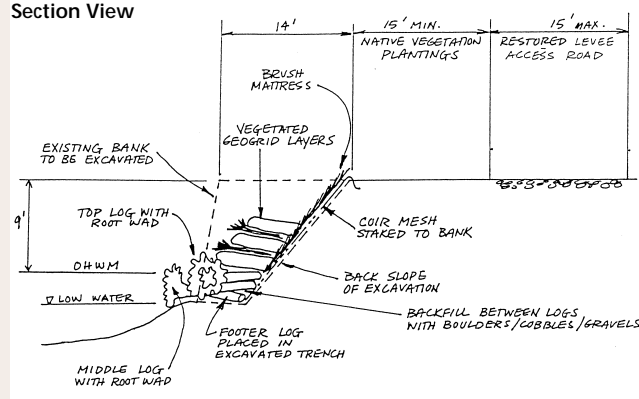 Section View
14'
15' MIN.
NATIVE VEGETATION
PLANTINGS
15' MAX.
RESTORED LEVEE
ACCESS ROAD
BRUSH
MATTRESS
VEGETATED
GEOGRID LAYERS
EXISTING BANK
TO BE EXCAVATED
9'
TOP LOG WITH
ROOT WAD
COIR MESH
STAKED TO BANK
OHWM
BACK SLOPE
OF EXCAVATION
LOW WATER
BACKFILL BETWEEN LOGS
WITH BOULDERS/COBBLES/GRAVELS
FOOTER LOG
PLACED IN
EXCAVATED TRENCH
MIDDLE LOG
WITH ROOT WAD